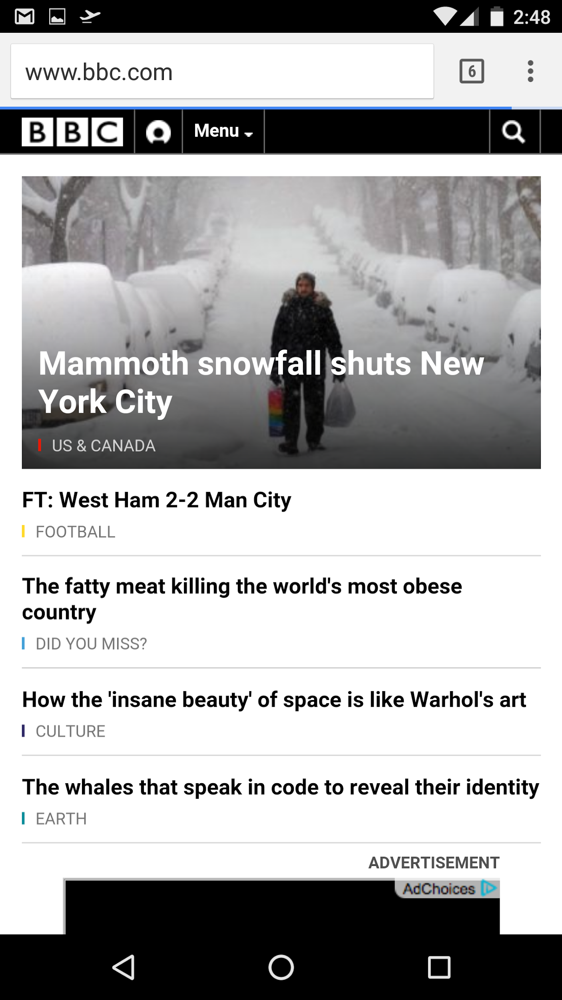 2:48
www.bbc.com
6
BBC
Menu
Mammoth snowfall shuts New
York City
US & CANADA
FT: West Ham 2-2 Man City
FOOTBALL
The fatty meat killing the world's most obese
country
DID YOU MISS?
How the 'insane beauty' of space is like Warhol's art
CULTURE
The whales that speak in code to reveal their identity
EARTH
ADVERTISEMENT
AdChoices